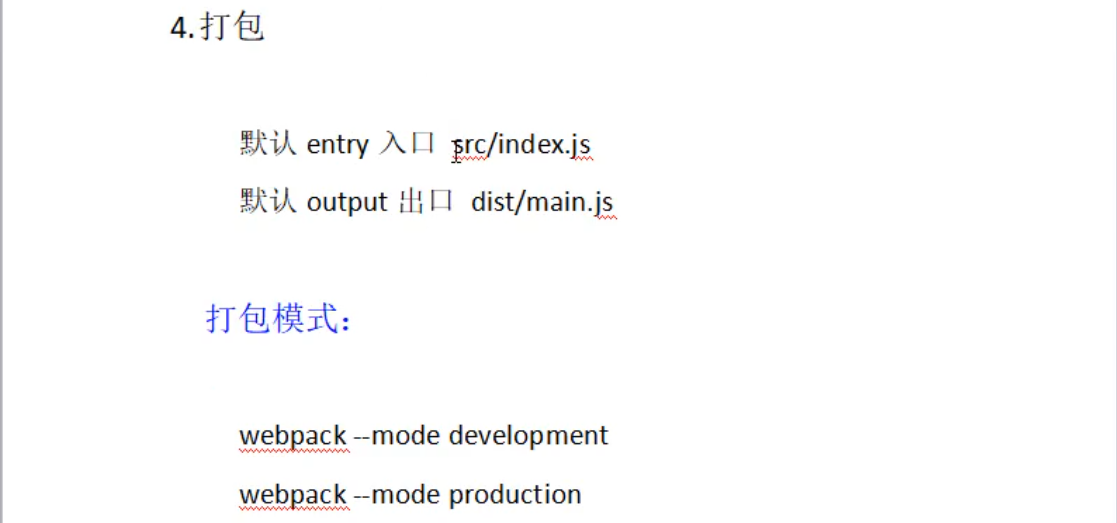 4.打包
默认 entry 入口 src/index.js
默认 output 出口 dist/main.js
打包模式：
webpack --mode development
webpack --mode production